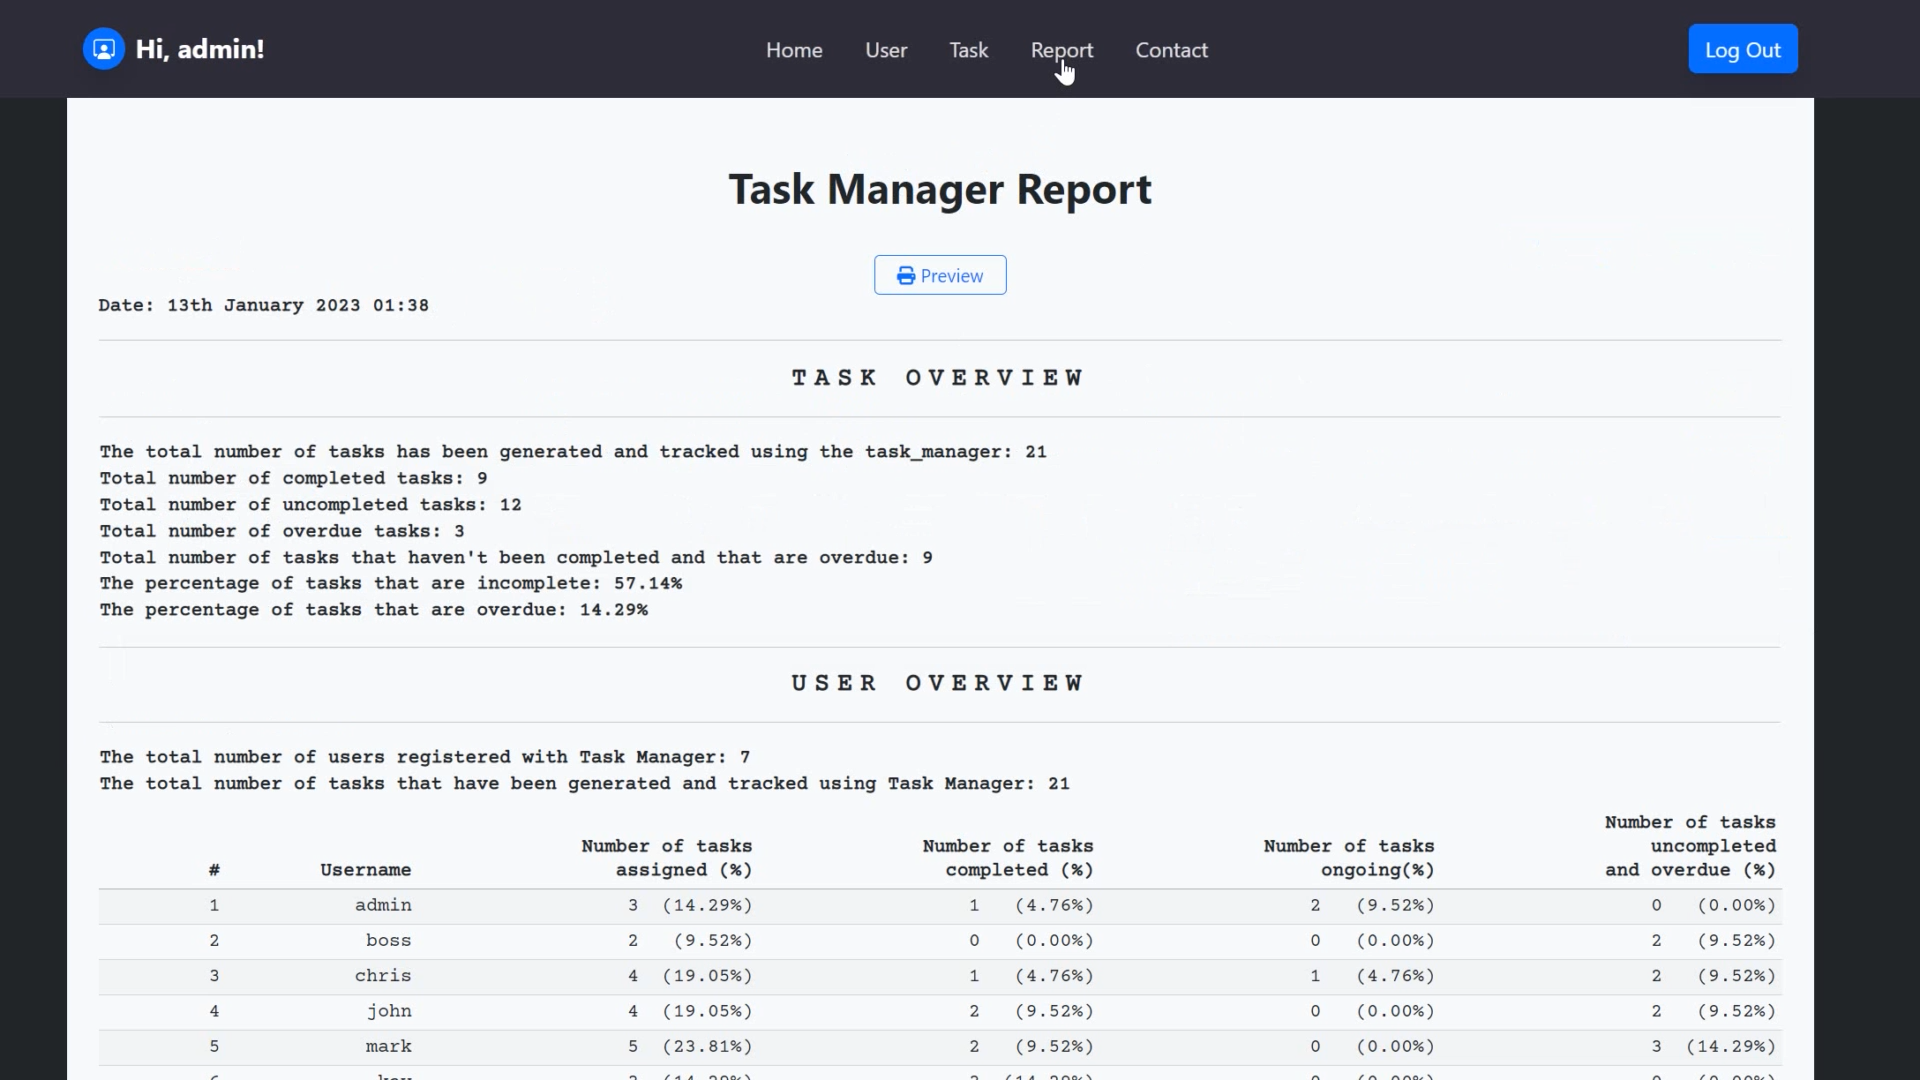 Hi, admin!
Home User Task Report Contact
Log Out
Task Manager Report
Preview
Date: 13th January 2023 01:38
TASK OVERVIEW
The total number of tasks has been generated and tracked using the task_manager: 21
Total number of completed tasks: 9
Total number of uncompleted tasks: 12
Total number of overdue tasks: 3
Total number of tasks that haven't been completed and that are overdue: 9
The percentage of tasks that are incomplete: 57.14%
The percentage of tasks that are overdue: 14.29%
USER OVERVIEW
The total number of users registered with Task Manager: 7
The total number of tasks that have been generated and tracked using Task Manager: 21
Number of tasks
Number of tasks Number of tasks Number of tasks uncompleted
# Username assigned (%) completed (%) ongoing(%) and overdue (%)
1 admin 3 (14.29%) 1 (4.76%) 2 (9.52%) 0 (0.00%)
2 boss 2 (9.52%) 0 (0.00%) 0 (0.00%) 2 (9.52%)
3 chris 4 (19.05%) 1 (4.76%) 1 (4.76%) 2 (9.52%)
4 john 4 (19.05%) 2 (9.52%) 0 (0.00%) 2 (9.52%)
5 mark 5 (23.81%) 2 (9.52%) 0 (0.00%) 3 (14.29%)